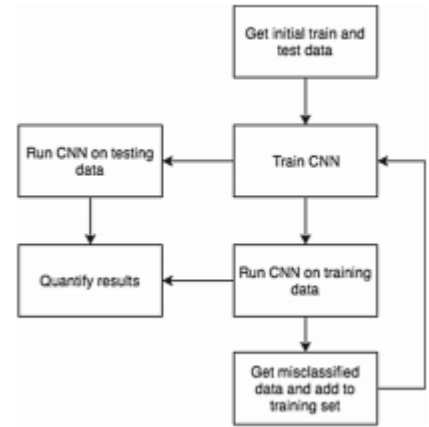 Get initial train and
test data
Run CNN on testing
data
Train CNN
Quantify results
Run CNN on training
data
Get misclassified
data and add to
training set